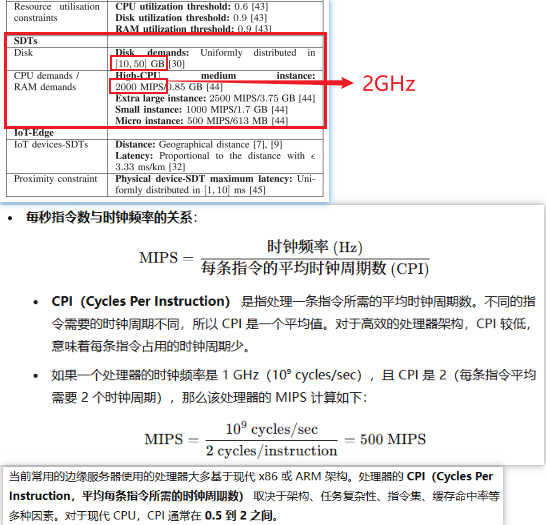 Resource utilisation constraints
CPU utilization threshold: 0.6 [43]
Disk utilization threshold: 0.9 [43]
RAM utilization threshold: 0.9 [43]
SDTs
Disk
Disk demands: Uniformly distributed in
[10, 50] GB [30]
CPU demands /
RAM demands
High-CPU medium instance:
2000 MIPS/0.85 GB [44]
Extra large instance: 2500 MIPS/3.75 GB [44]
Small instance: 1000 MIPS/1.7 GB [44]
Micro instance: 500 MIPS/613 MB [44]
2GHz
IoT-Edge
IoT devices-SDTs
Distance: Geographical distance [7], [9]
Latency: Proportional to the distance with ϵ
3.33 ms/km [32]
Proximity constraint
Physical device-SDT maximum latency: Uni-
formly distributed in [1, 10] ms [45]
• 每秒指令数与时钟频率的关系：
MIPS = 时钟频率 (Hz) / 每条指令的平均时钟周期数 (CPI)
• CPI（Cycles Per Instruction） 是指处理一条指令所需的平均时钟周期数。不同的指
令需要的时钟周期不同，所以 CPI 是一个平均值。对于高效的处理器架构，CPI 较低，
意味着每条指令占用的时钟周期少。
• 如果一个处理器的时钟频率是 1 GHz（10⁹ cycles/sec），且 CPI 是 2（每条指令平均
需要 2 个时钟周期），那么该处理器的 MIPS 计算如下：
MIPS = 10⁹ cycles/sec / 2 cycles/instruction = 500 MIPS
当前常用的边缘服务器使用的处理器大多基于现代 x86 或 ARM 架构。处理器的 CPI（Cycles Per
Instruction，平均每条指令所需的时钟周期数） 取决于架构、任务复杂性、指令集、缓存命中率等
多种因素。对于现代 CPU，CPI 通常在 0.5 到 2 之间。